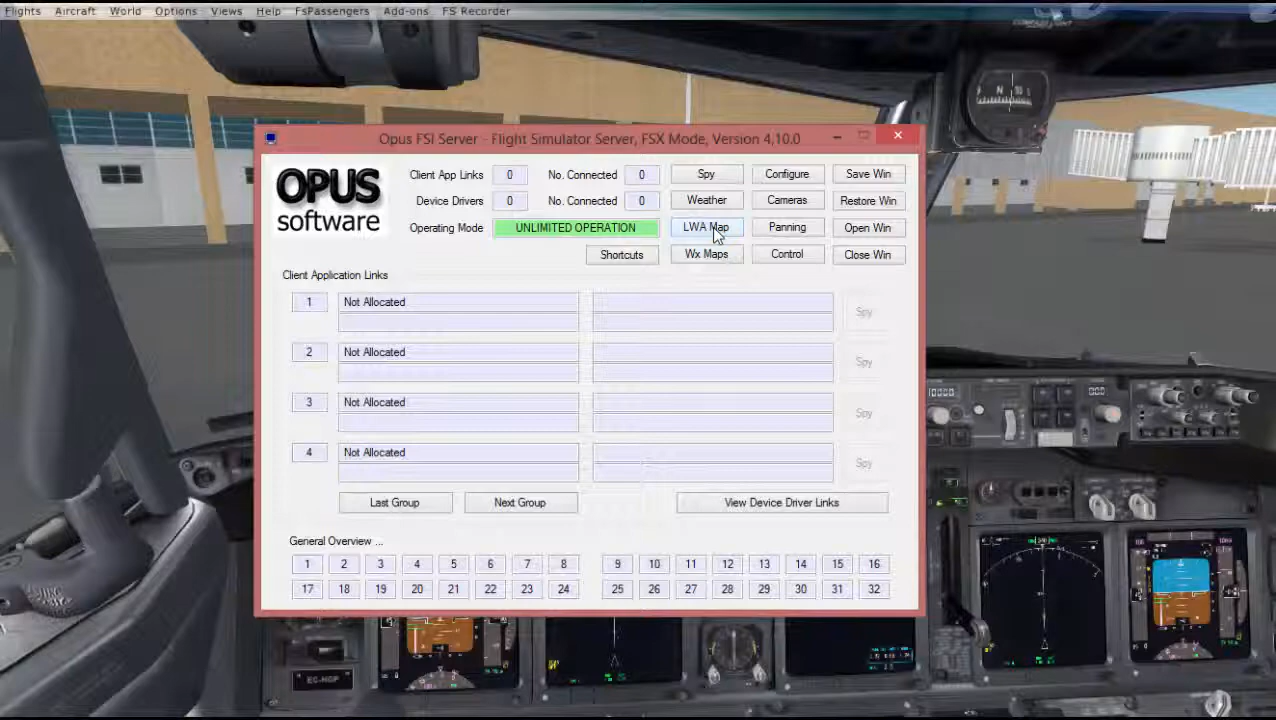 Flights Aircraft World Options Views Help FsPassengers Add-ons FS Recorder
Opus FSI Server - Flight Simulator Server, FSX Mode, Version 4.10.0
OPUS
software
Client App Links 0 No. Connected 0 Spy Configure Save Win
Device Drivers 0 No. Connected 0 Weather Cameras Restore Win
Operating Mode UNLIMITED OPERATION LWA Map Panning Open Win
Shortcuts Wx Maps Control Close Win
Client Application Links
1 Not Allocated Spy
2 Not Allocated Spy
3 Not Allocated Spy
4 Not Allocated Spy
Last Group Next Group View Device Driver Links
General Overview ...
1 2 3 4 5 6 7 8 9 10 11 12 13 14 15 16
17 18 19 20 21 22 23 24 25 26 27 28 29 30 31 32
EC-HGP